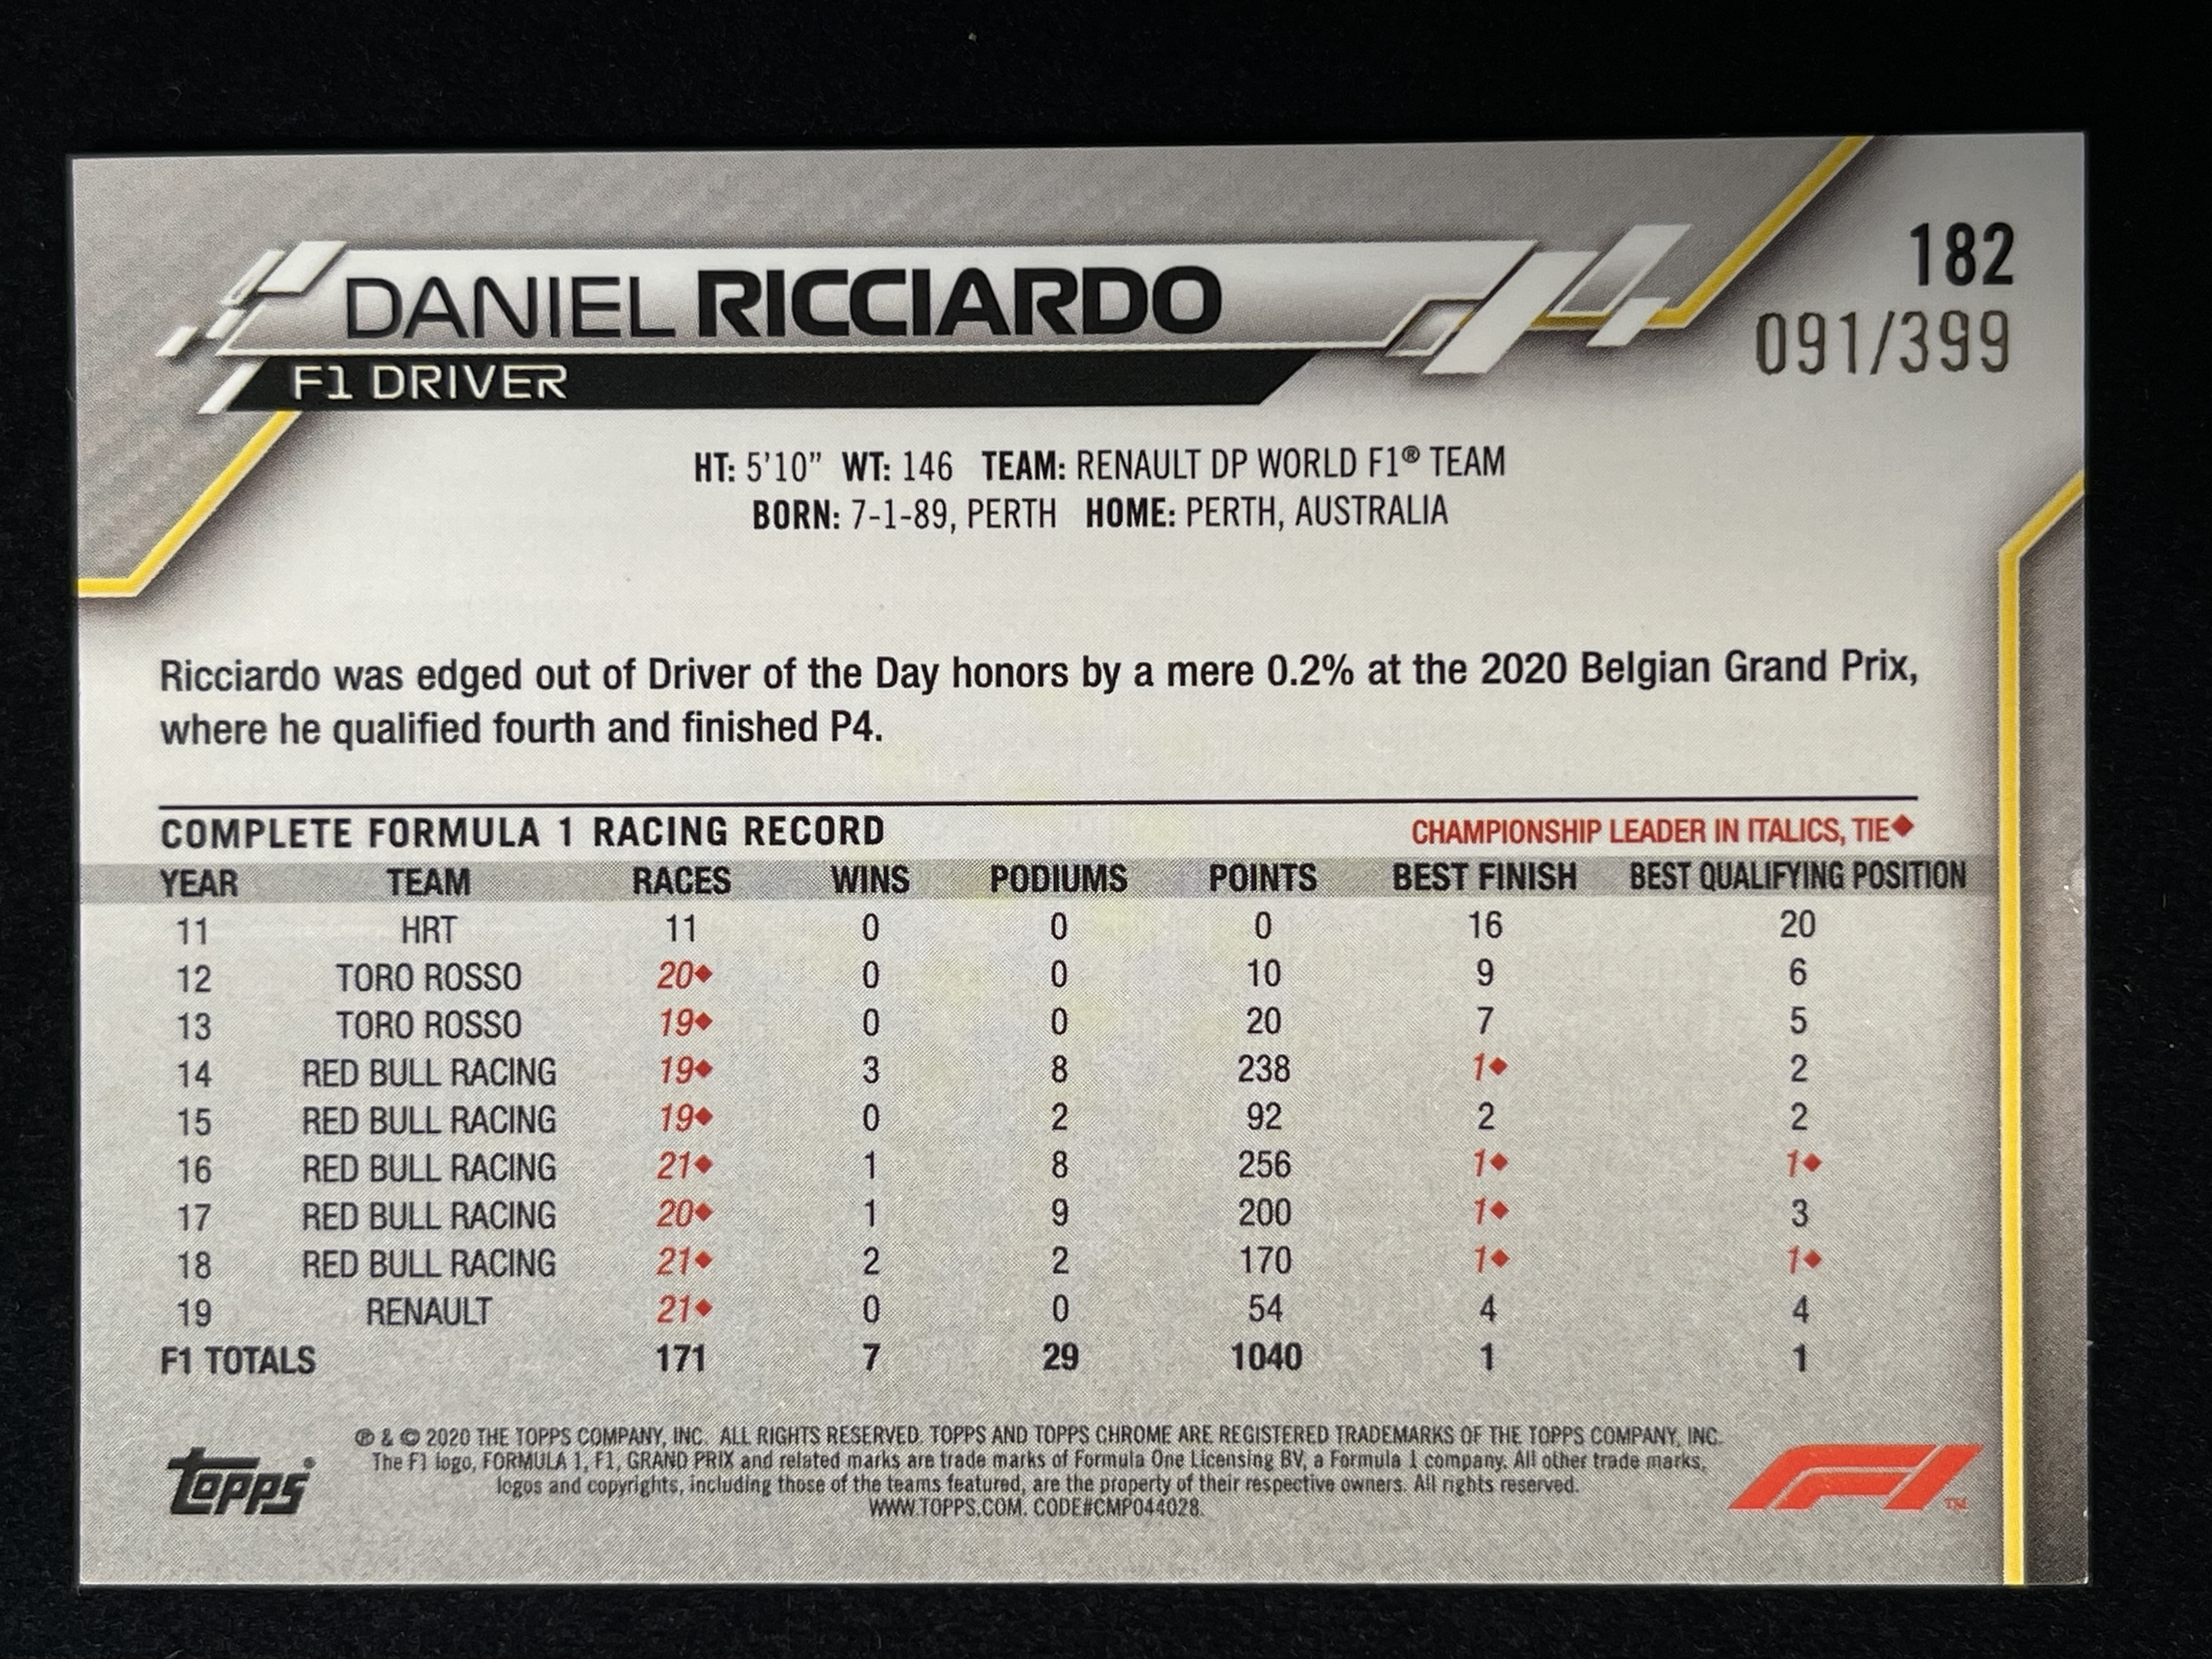 182
DANIEL RICCIARDO
091/399
F1 DRIVER
HT: 5'10" WT: 146 TEAM: RENAULT DP WORLD F1® TEAM
BORN: 7-1-89, PERTH HOME: PERTH, AUSTRALIA
Ricciardo was edged out of Driver of the Day honors by a mere 0.2% at the 2020 Belgian Grand Prix,
where he qualified fourth and finished P4.
COMPLETE FORMULA 1 RACING RECORD CHAMPIONSHIP LEADER IN ITALICS, TIE◆
YEAR TEAM RACES WINS PODIUMS POINTS BEST FINISH BEST QUALIFYING POSITION
11 HRT 11 0 0 0 16 20
12 TORO ROSSO 20◆ 0 0 10 9 6
13 TORO ROSSO 19◆ 0 0 20 7 5
14 RED BULL RACING 19◆ 3 8 238 1◆ 2
15 RED BULL RACING 19◆ 0 2 92 2 2
16 RED BULL RACING 21◆ 1 8 256 1◆ 1◆
17 RED BULL RACING 20◆ 1 9 200 1◆ 3
18 RED BULL RACING 21◆ 2 2 170 1◆ 1◆
19 RENAULT 21◆ 0 0 54 4 4
F1 TOTALS 171 7 29 1040 1 1
® & © 2020 THE TOPPS COMPANY, INC. ALL RIGHTS RESERVED. TOPPS AND TOPPS CHROME ARE REGISTERED TRADEMARKS OF THE TOPPS COMPANY, INC.
The F1 logo, FORMULA 1, F1, GRAND PRIX and related marks are trade marks of Formula One Licensing BV, a Formula 1 company. All other trade marks,
logos and copyrights, including those of the teams featured, are the property of their respective owners. All rights reserved.
WWW.TOPPS.COM. CODE#CMP044028.
topps®
F1™